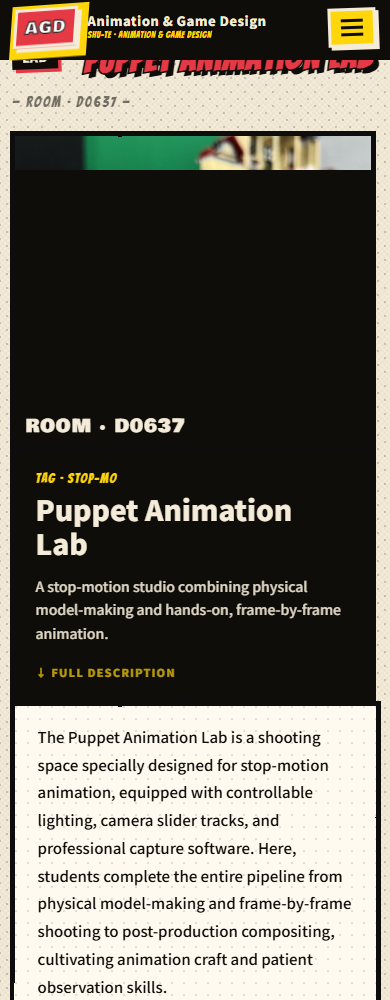 AGD
Animation & Game Design
SHU-TE · ANIMATION & GAME DESIGN
LAB
PUPPET ANIMATION LAB
– ROOM · D0637 –
ROOM · D0637
TAG · STOP-MO
Puppet Animation
Lab
A stop-motion studio combining physical
model-making and hands-on, frame-by-frame
animation.
↓ FULL DESCRIPTION
The Puppet Animation Lab is a shooting
space specially designed for stop-motion
animation, equipped with controllable
lighting, camera slider tracks, and
professional capture software. Here,
students complete the entire pipeline from
physical model-making and frame-by-frame
shooting to post-production compositing,
cultivating animation craft and patient
observation skills.